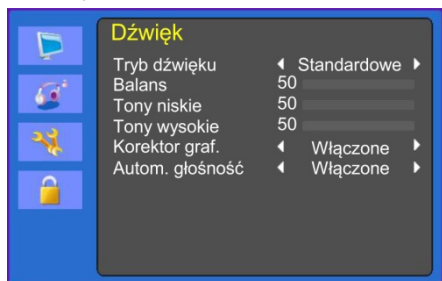 Dźwięk
Tryb dźwięku Standardowe
Balans 50
Tony niskie 50
Tony wysokie 50
Korektor graf. Włączone
Autom. głośność Włączone